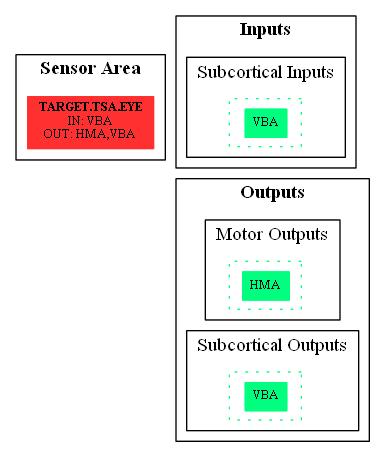 Sensor Area
TARGET.TSA.EYE
IN: VBA
OUT: HMA,VBA
Inputs
Subcortical Inputs
VBA
Outputs
Motor Outputs
HMA
Subcortical Outputs
VBA